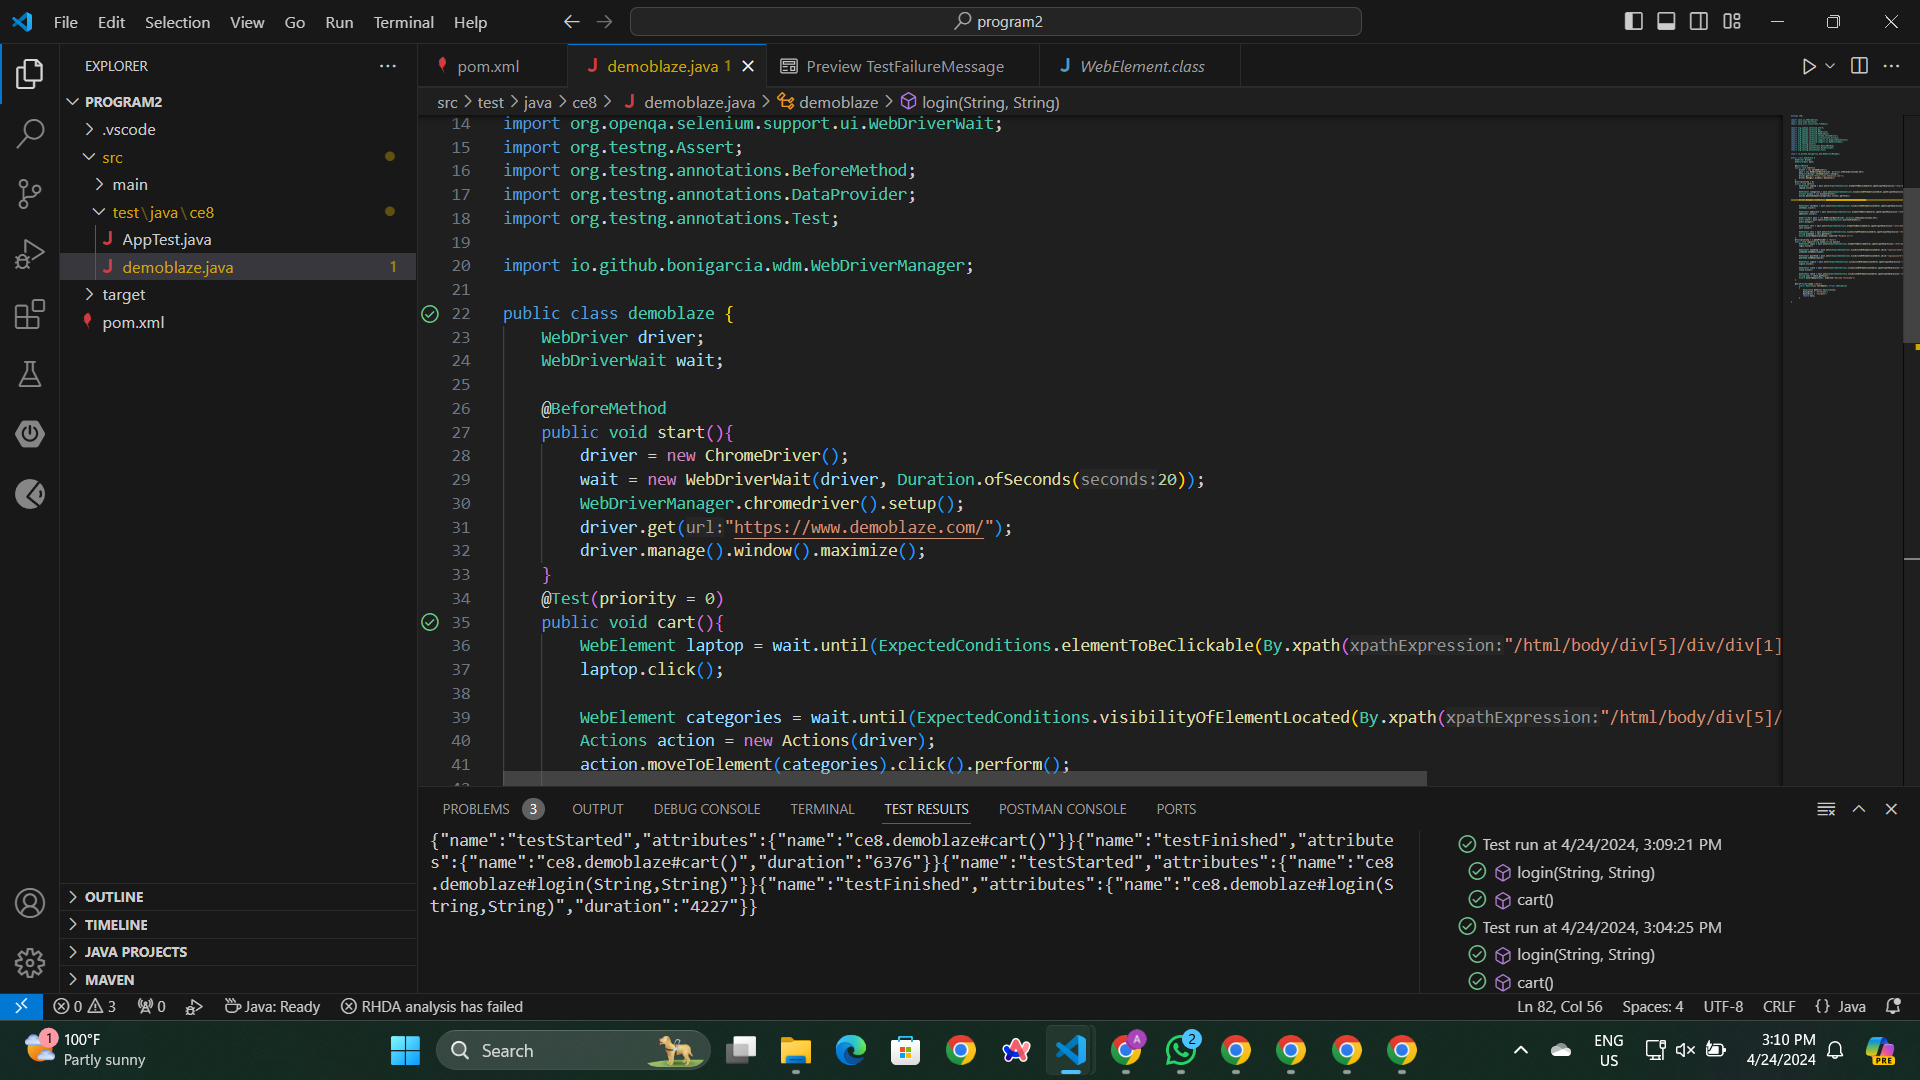 File Edit Selection View Go Run Terminal Help
program2
EXPLORER
PROGRAM2
.vscode
src
main
test\java\ce8
AppTest.java
demoblaze.java 1
target
pom.xml
OUTLINE
TIMELINE
JAVA PROJECTS
MAVEN
pom.xml
demoblaze.java 1
Preview TestFailureMessage
WebElement.class
src > test > java > ce8 > demoblaze.java > demoblaze > login(String, String)
14 import org.openqa.selenium.support.ui.WebDriverWait;
15 import org.testng.Assert;
16 import org.testng.annotations.BeforeMethod;
17 import org.testng.annotations.DataProvider;
18 import org.testng.annotations.Test;
19
20 import io.github.bonigarcia.wdm.WebDriverManager;
21
22 public class demoblaze {
23 WebDriver driver;
24 WebDriverWait wait;
25
26 @BeforeMethod
27 public void start(){
28 driver = new ChromeDriver();
29 wait = new WebDriverWait(driver, Duration.ofSeconds(seconds:20));
30 WebDriverManager.chromedriver().setup();
31 driver.get(url:"https://www.demoblaze.com/");
32 driver.manage().window().maximize();
33 }
34 @Test(priority = 0)
35 public void cart(){
36 WebElement laptop = wait.until(ExpectedConditions.elementToBeClickable(By.xpath(xpathExpression:"/html/body/div[5]/div/div[1]
37 laptop.click();
38
39 WebElement categories = wait.until(ExpectedConditions.visibilityOfElementLocated(By.xpath(xpathExpression:"/html/body/div[5]/
40 Actions action = new Actions(driver);
41 action.moveToElement(categories).click().perform();
PROBLEMS 3 OUTPUT DEBUG CONSOLE TERMINAL TEST RESULTS POSTMAN CONSOLE PORTS
{"name":"testStarted","attributes":{"name":"ce8.demoblaze#cart()"}}{"name":"testFinished","attribute
s":{"name":"ce8.demoblaze#cart()","duration":"6376"}}{"name":"testStarted","attributes":{"name":"ce8
.demoblaze#login(String,String)"}}{"name":"testFinished","attributes":{"name":"ce8.demoblaze#login(S
tring,String)","duration":"4227"}}
Test run at 4/24/2024, 3:09:21 PM
login(String, String)
cart()
Test run at 4/24/2024, 3:04:25 PM
login(String, String)
cart()
0 3 0 Java: Ready RHDA analysis has failed Ln 82, Col 56 Spaces: 4 UTF-8 CRLF {} Java
1 100°F
Partly sunny
Search
A
2
ENG
US
3:10 PM
4/24/2024
PRE